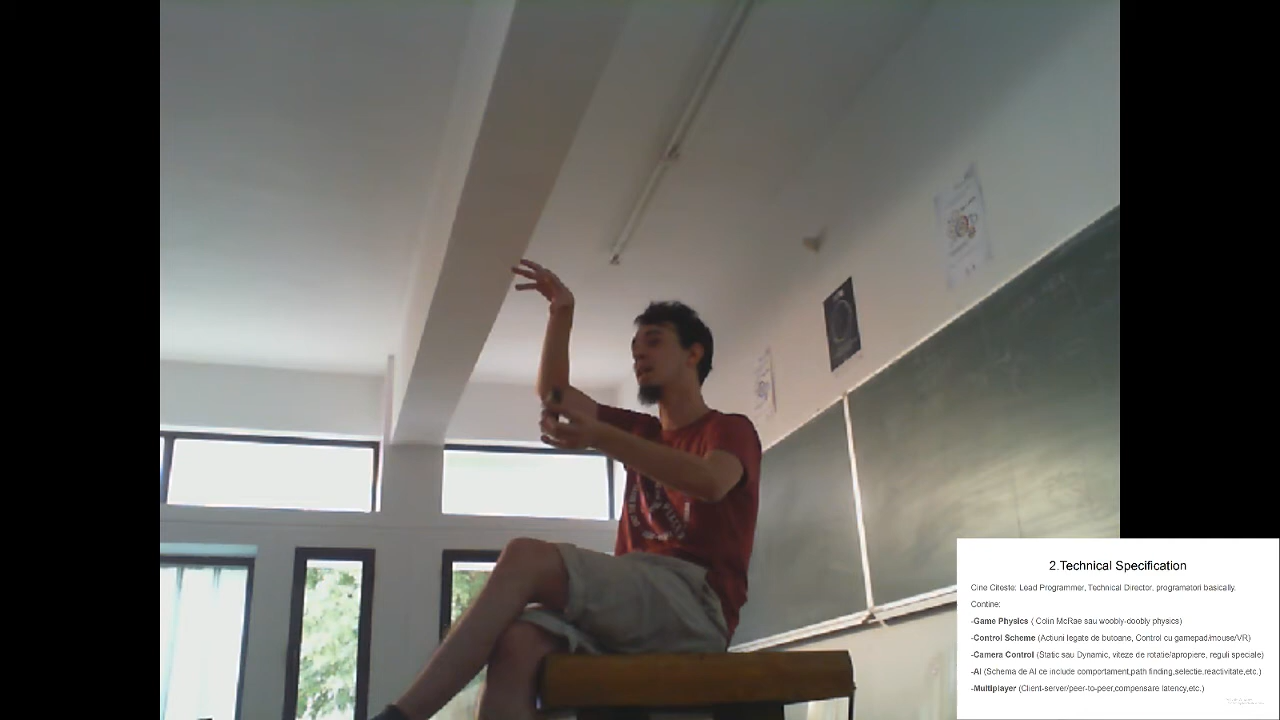 2.Technical Specification
Cine Citeste: Lead Programmer, Technical Director, programatori basically.
Contine:
-Game Physics ( Colin McRae sau woobly-doobly physics)
-Control Scheme (Actiuni legate de butoane, Control cu gamepad/mouse/VR)
-Camera Control (Static sau Dynamic, viteze de rotatie/apropiere, reguli speciale)
-AI (Schema de AI ce include comportament,path finding,selectie,reactivitate,etc.)
-Multiplayer (Client-server/peer-to-peer,compensare latency,etc.)